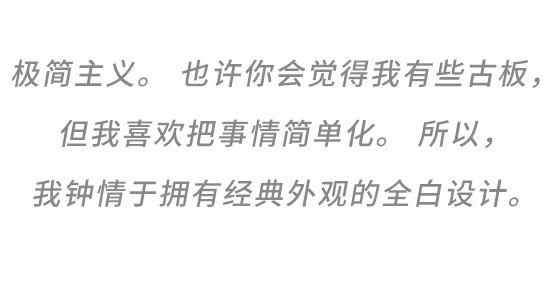 极简主义。 也许你会觉得我有些古板，
但我喜欢把事情简单化。 所以，
我钟情于拥有经典外观的全白设计。